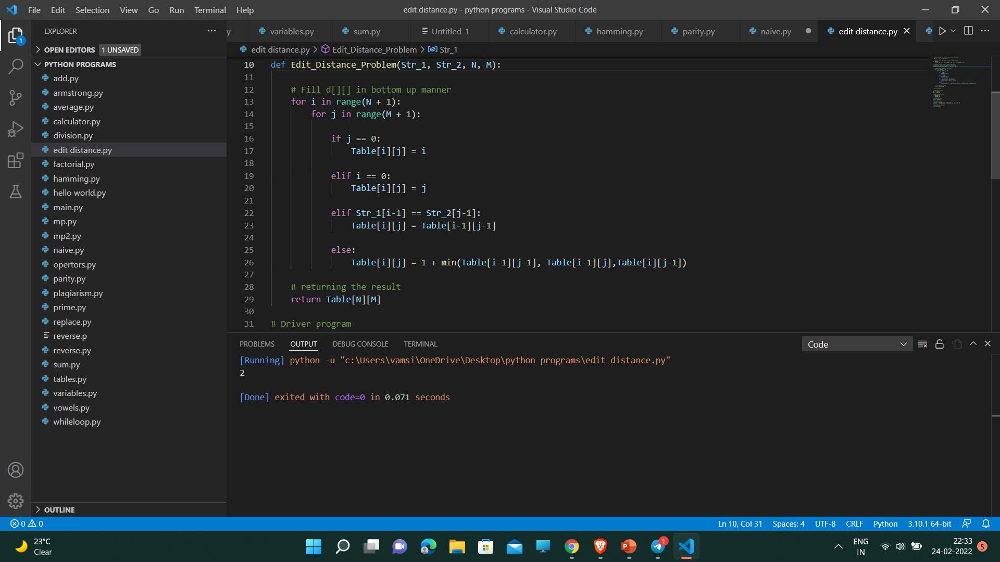 File Edit Selection View Go Run Terminal Help
edit distance.py - python programs - Visual Studio Code
EXPLORER
1
y variables.py sum.py Untitled-1 calculator.py hamming.py parity.py naive.py edit distance.py
OPEN EDITORS 1 UNSAVED
edit distance.py > Edit_Distance_Problem > Str_1
PYTHON PROGRAMS
add.py
armstrong.py
average.py
calculator.py
division.py
edit distance.py
factorial.py
hamming.py
hello world.py
main.py
mp.py
mp2.py
naive.py
opertors.py
parity.py
plagiarism.py
prime.py
replace.py
reverse.p
reverse.py
sum.py
tables.py
variables.py
vowels.py
whileloop.py
OUTLINE
10 def Edit_Distance_Problem(Str_1, Str_2, N, M):
11
12 # Fill d[][] in bottom up manner
13 for i in range(N + 1):
14 for j in range(M + 1):
15
16 if j == 0:
17 Table[i][j] = i
18
19 elif i == 0:
20 Table[i][j] = j
21
22 elif Str_1[i-1] == Str_2[j-1]:
23 Table[i][j] = Table[i-1][j-1]
24
25 else:
26 Table[i][j] = 1 + min(Table[i-1][j-1], Table[i-1][j],Table[i][j-1])
27
28 # returning the result
29 return Table[N][M]
30
31 # Driver program
PROBLEMS OUTPUT DEBUG CONSOLE TERMINAL Code
[Running] python -u "c:\Users\vamsi\OneDrive\Desktop\python programs\edit distance.py"
2
[Done] exited with code=0 in 0.071 seconds
0 0 Ln 10, Col 31 Spaces: 4 UTF-8 CRLF Python 3.10.1 64-bit
23°C
Clear
1
ENG
IN
22:33
24-02-2022
5